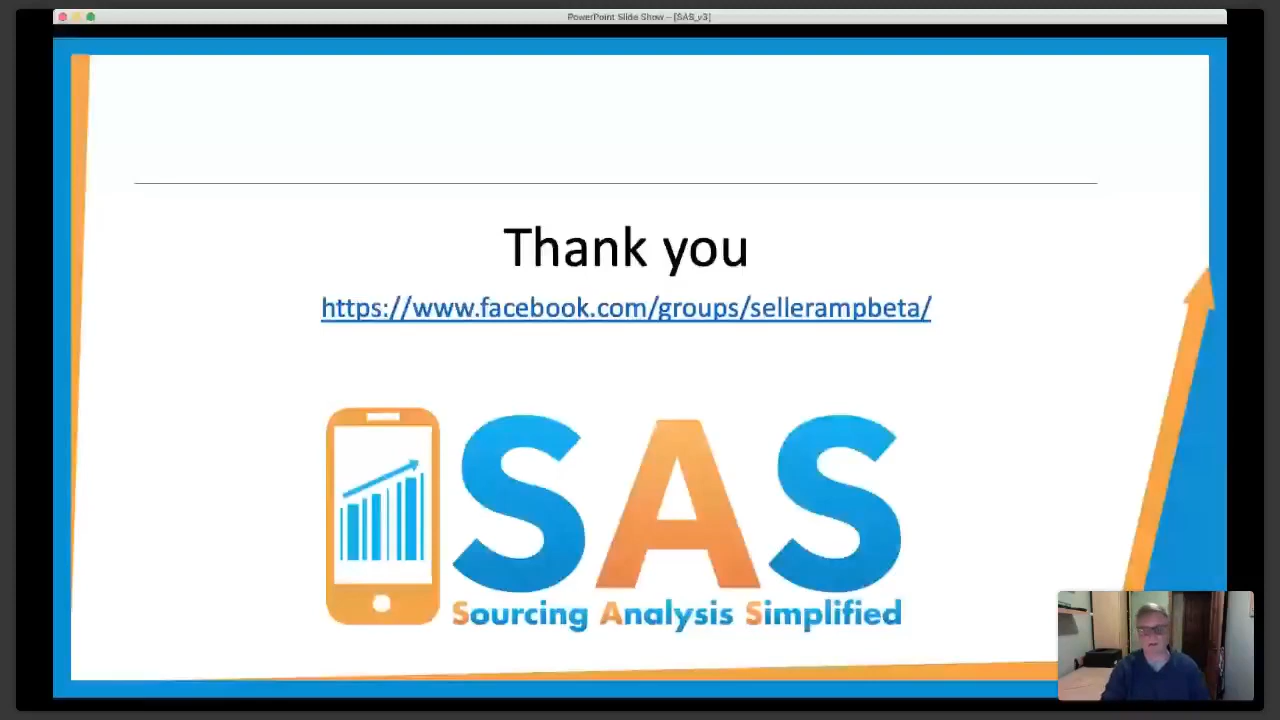 PowerPoint Slide Show - [SAS_v3]
Thank you
https://www.facebook.com/groups/sellerampbeta/
SAS
Sourcing Analysis Simplified